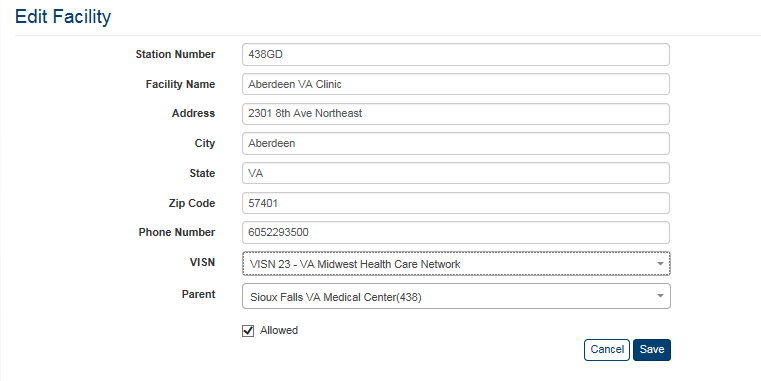 Edit Facility
Station Number 438GD
Facility Name Aberdeen VA Clinic
Address 2301 8th Ave Northeast
City Aberdeen
State VA
Zip Code 57401
Phone Number 6052293500
VISN VISN 23 - VA Midwest Health Care Network
Parent Sioux Falls VA Medical Center(438)
Allowed
Cancel Save